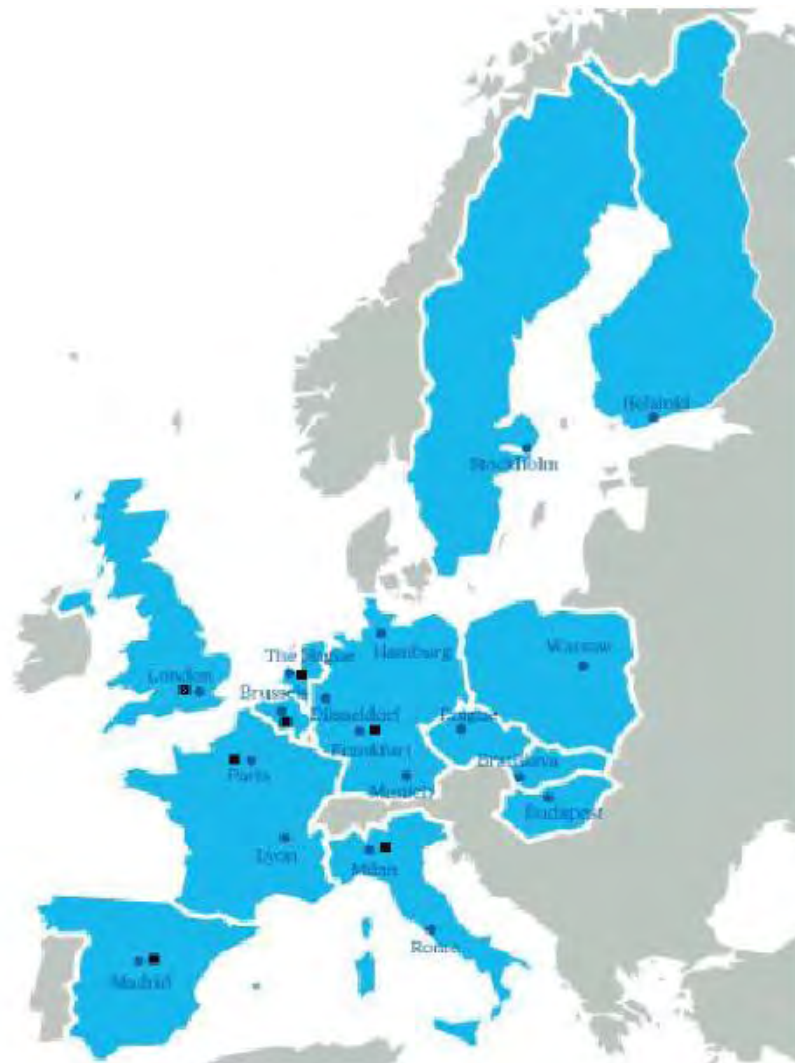 Helsinki
Stockholm
Hamburg
Warsaw
The Hague
London
Brussels
Düsseldorf
Prague
Frankfurt
Bratislava
Paris
Munich
Budapest
Lyon
Milan
Rome
Madrid